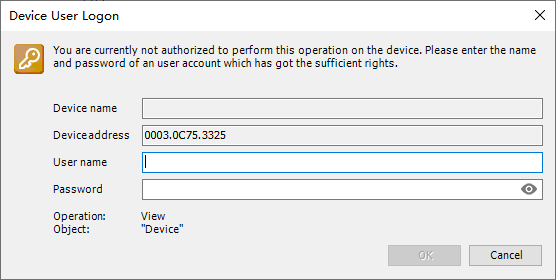 Device User Logon
You are currently not authorized to perform this operation on the device. Please enter the name
and password of an user account which has got the sufficient rights.
Device name
Device address 0003.0C75.3325
User name
Password
Operation: View
Object: "Device"
OK Cancel